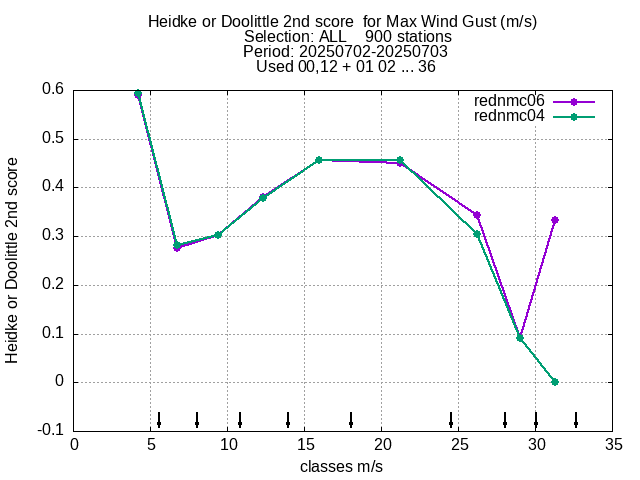 Heidke or Doolittle 2nd score  for Max Wind Gust (m/s)
Selection: ALL    900 stations
Period: 20250702-20250703
Used 00,12 + 01 02 ... 36
rednmc06
rednmc04
Heidke or Doolittle 2nd score
0.6
0.5
0.4
0.3
0.2
0.1
0
-0.1
0 5 10 15 20 25 30 35
classes m/s